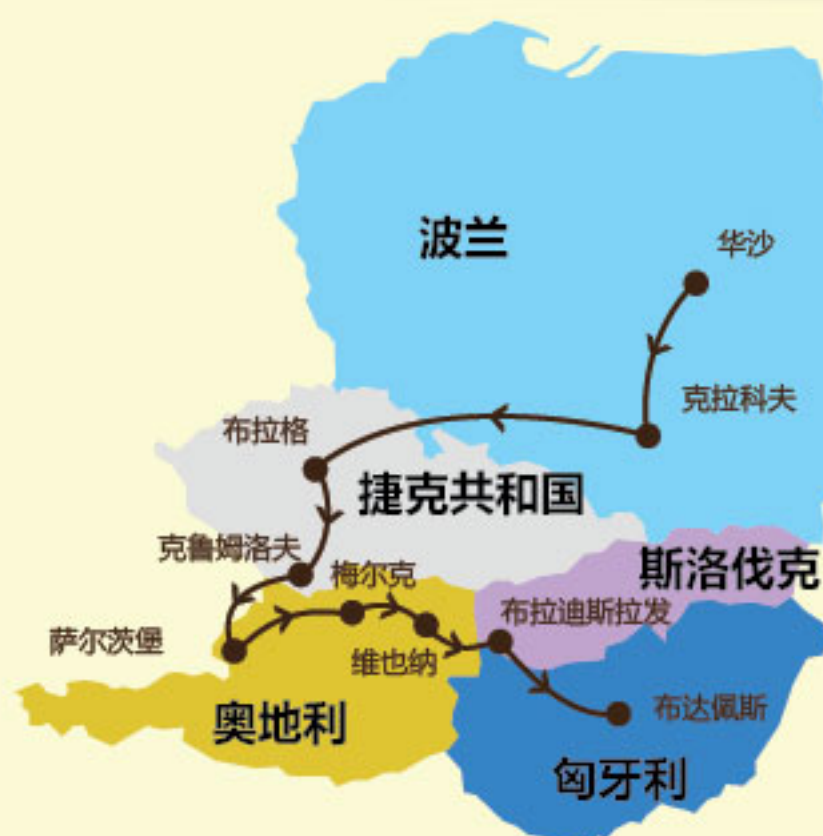 波兰
华沙
克拉科夫
布拉格
捷克共和国
克鲁姆洛夫
梅尔克
斯洛伐克
布拉迪斯拉发
萨尔茨堡
维也纳
奥地利
布达佩斯
匈牙利